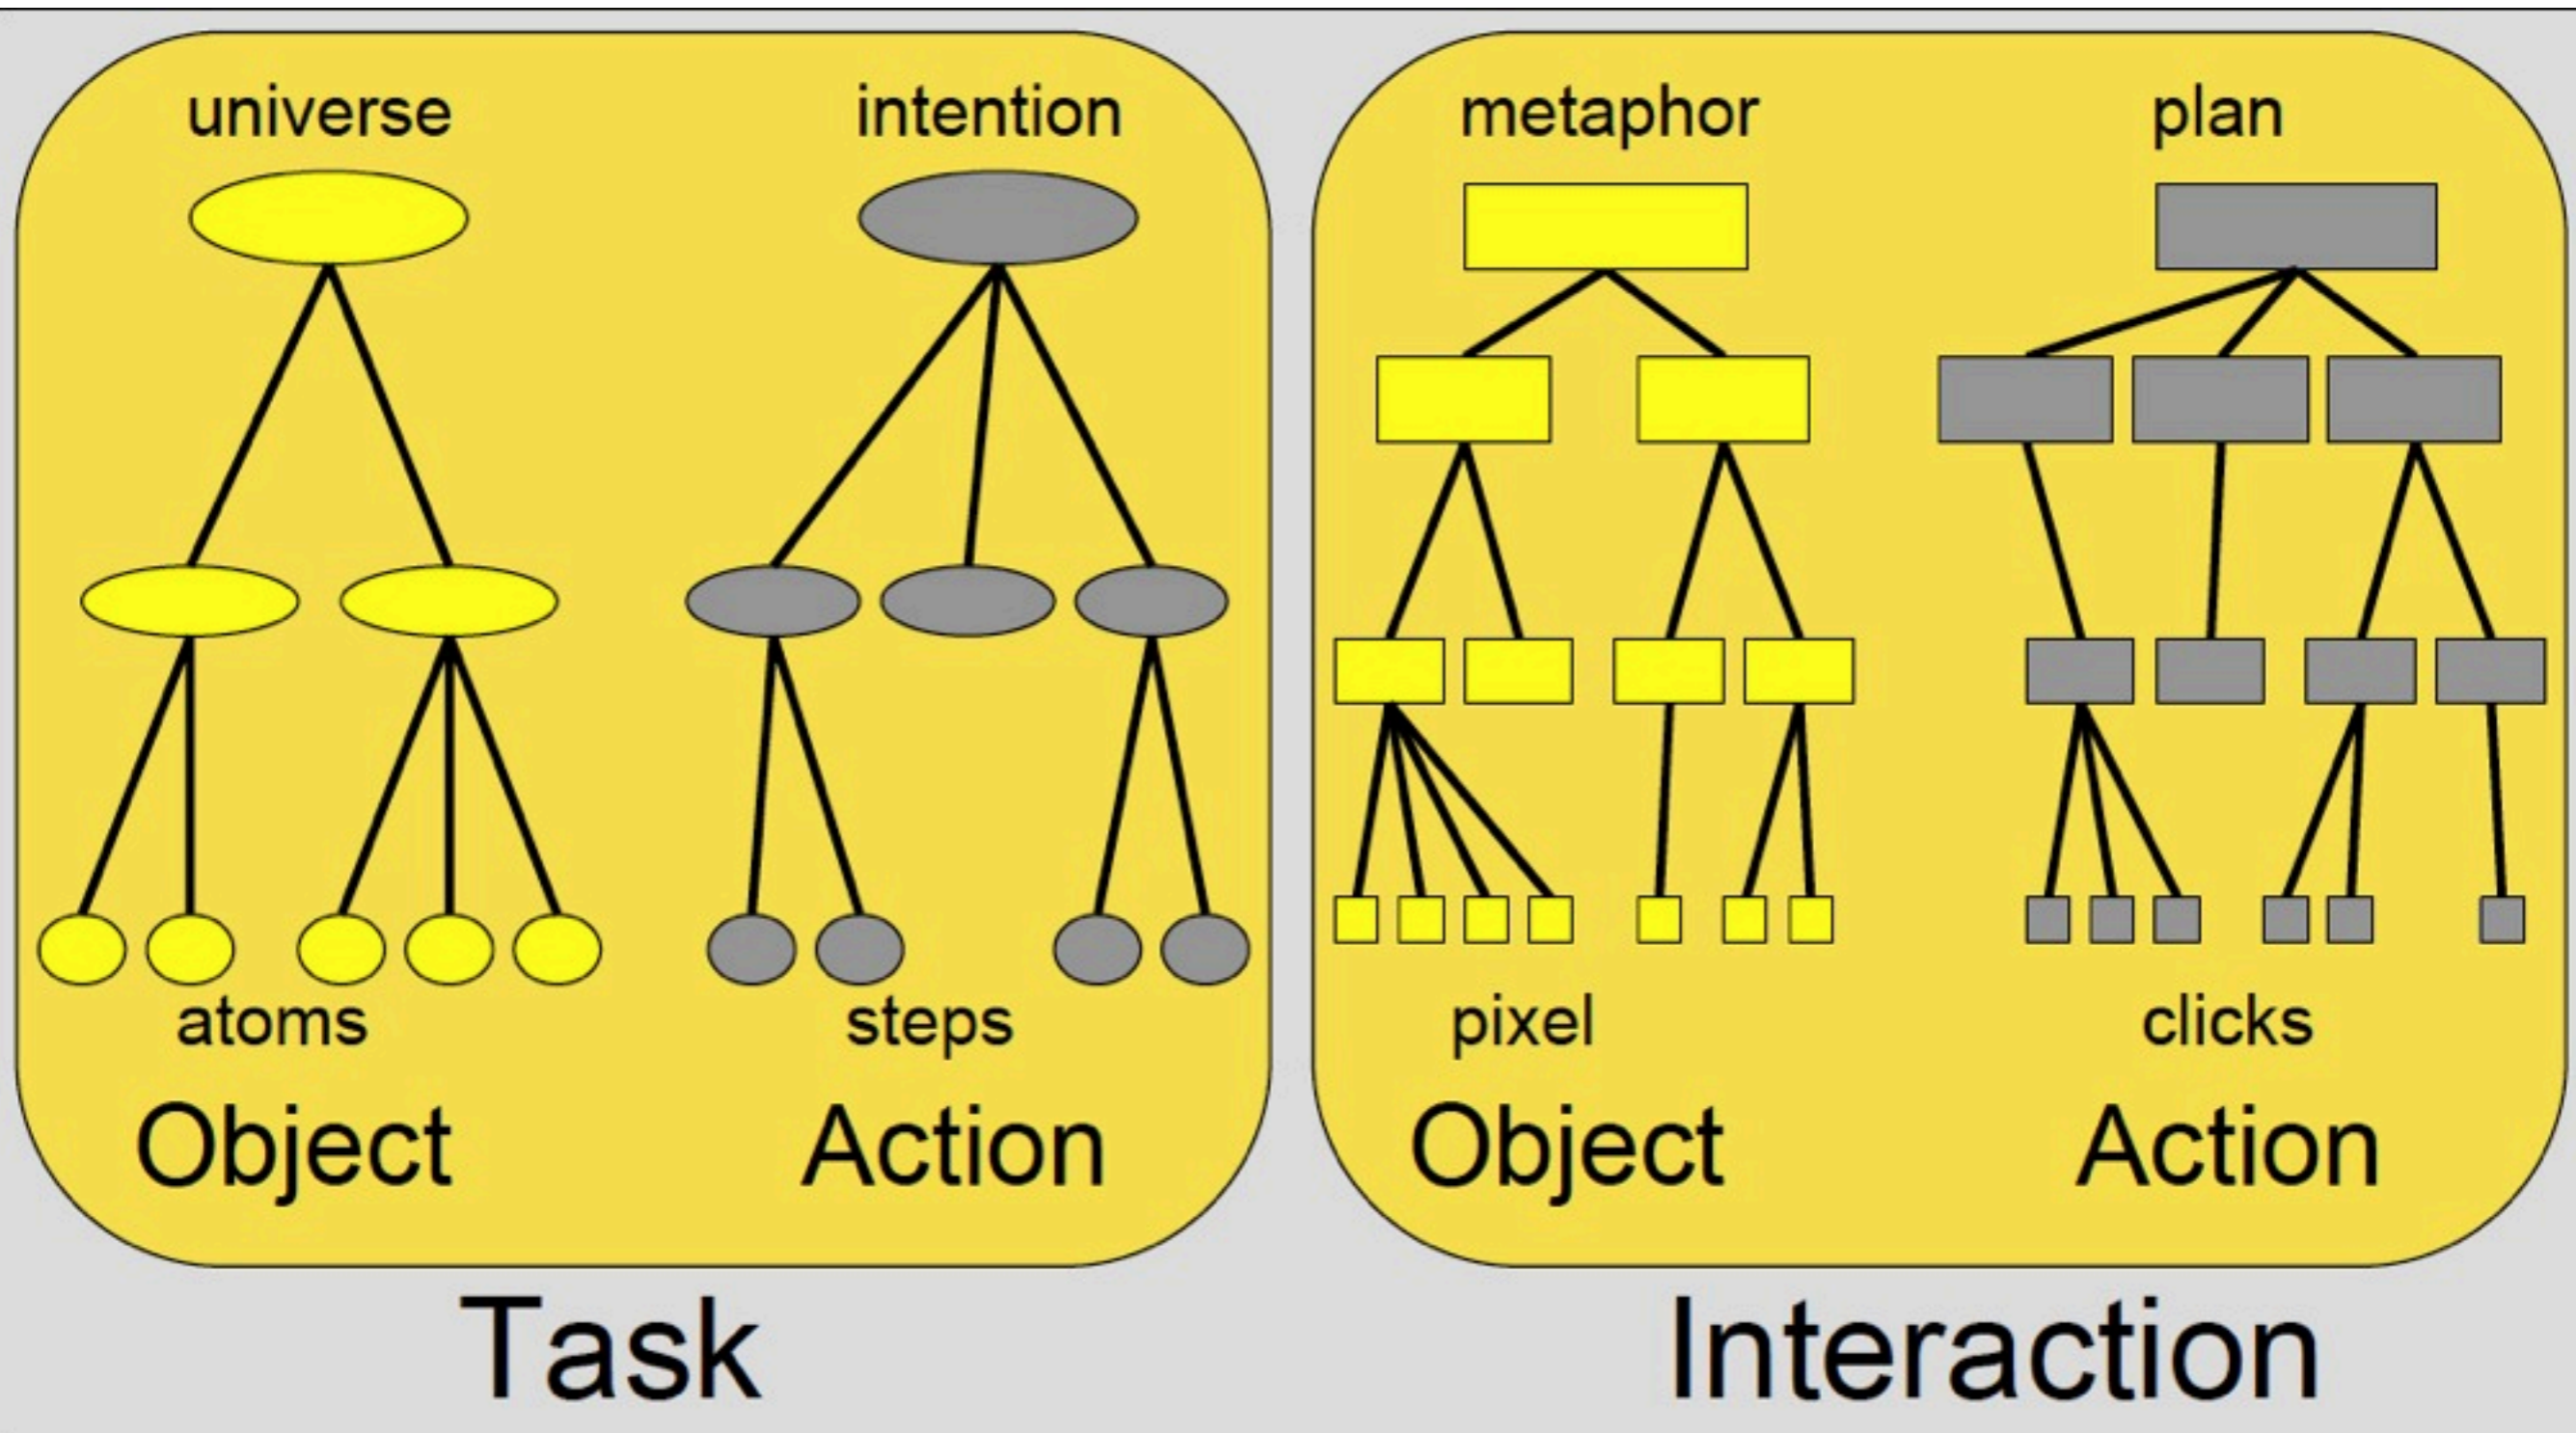 universe
intention
metaphor
plan
atoms
steps
pixel
clicks
Object
Action
Object
Action
Task
Interaction